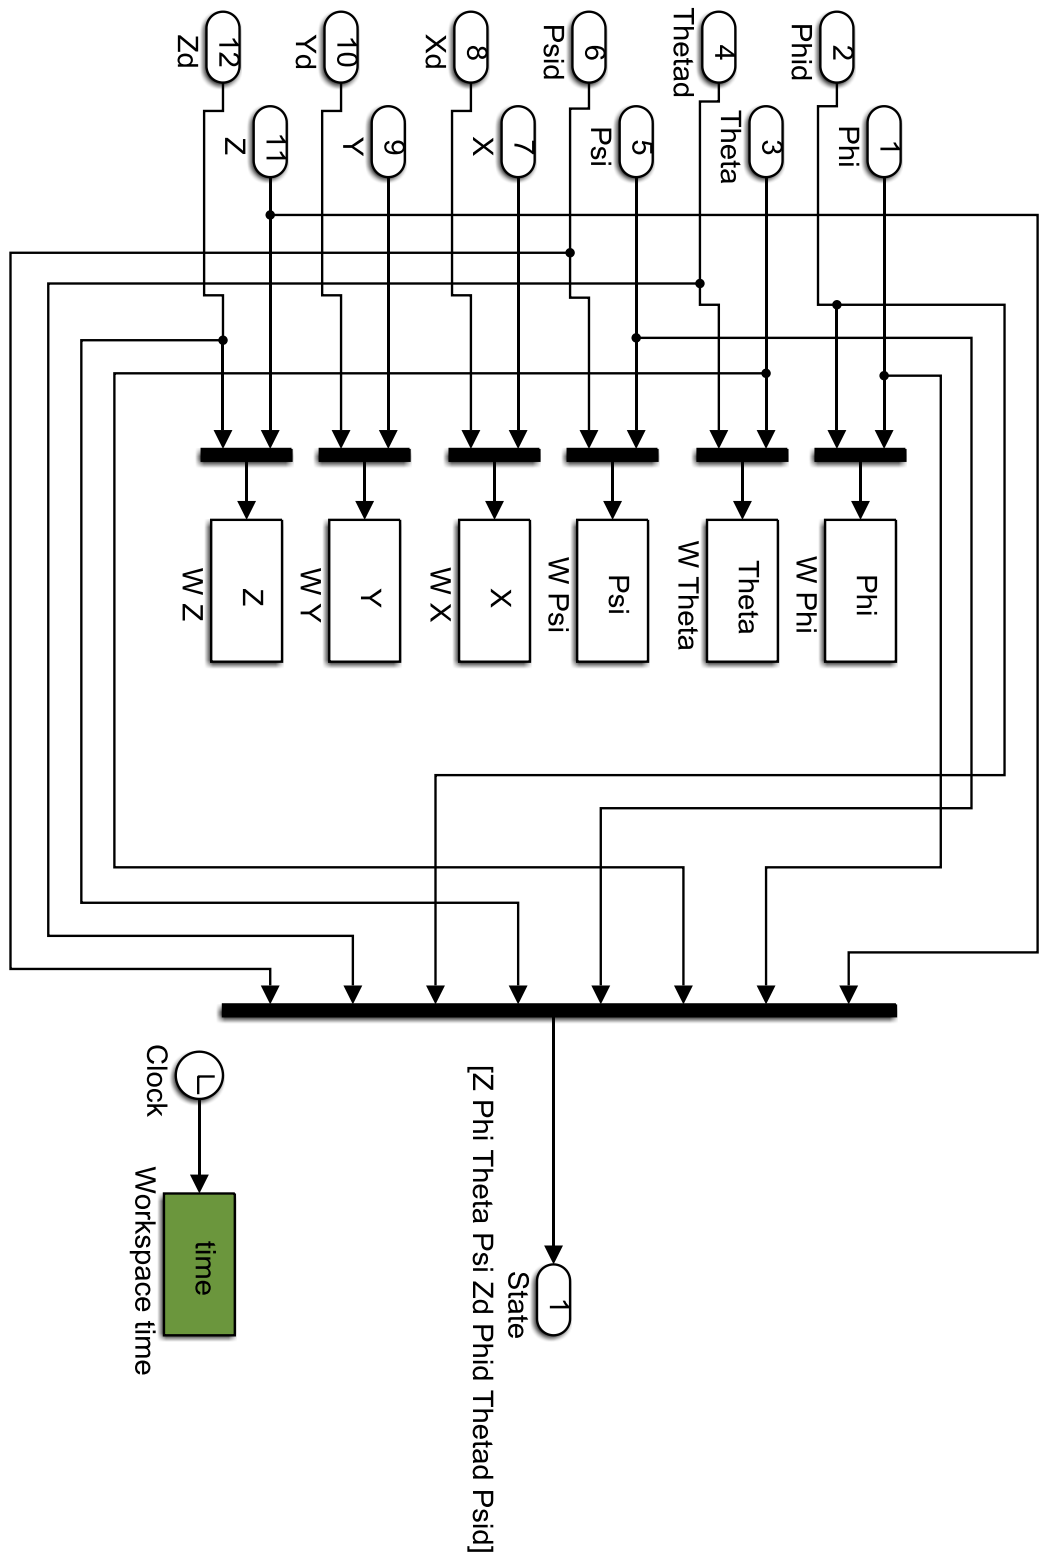 1
Phi
2
Phid
3
Theta
4
Thetad
5
Psi
6
Psid
7
X
8
Xd
9
Y
10
Yd
11
Z
12
Zd
Phi
W Phi
Theta
W Theta
Psi
W Psi
X
W X
Y
W Y
Z
W Z
1
State
[Z Phi Theta Psi Zd Phid Thetad Psid]
Clock
time
Workspace time